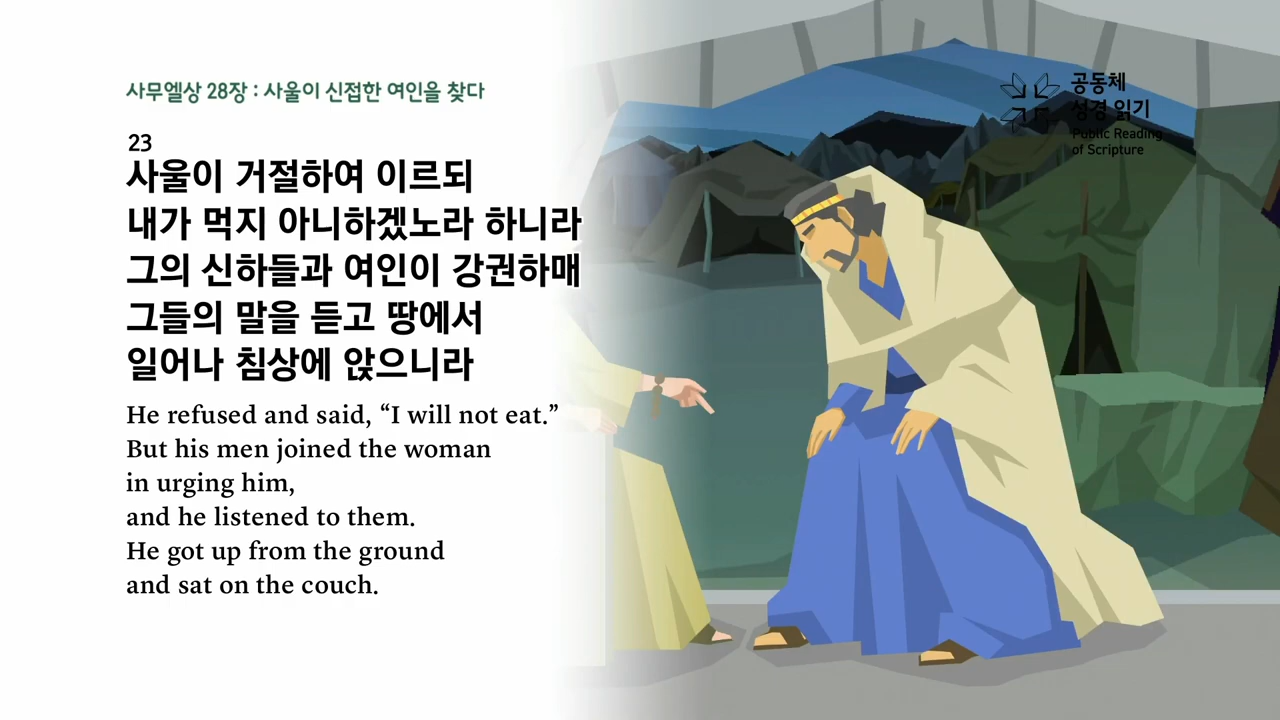 사무엘상 28장 : 사울이 신접한 여인을 찾다
23
사울이 거절하여 이르되
내가 먹지 아니하겠노라 하니라
그의 신하들과 여인이 강권하매
그들의 말을 듣고 땅에서
일어나 침상에 앉으니라
He refused and said, “I will not eat.”
But his men joined the woman
in urging him,
and he listened to them.
He got up from the ground
and sat on the couch.
공동체
성경 읽기
Public Reading
of Scripture